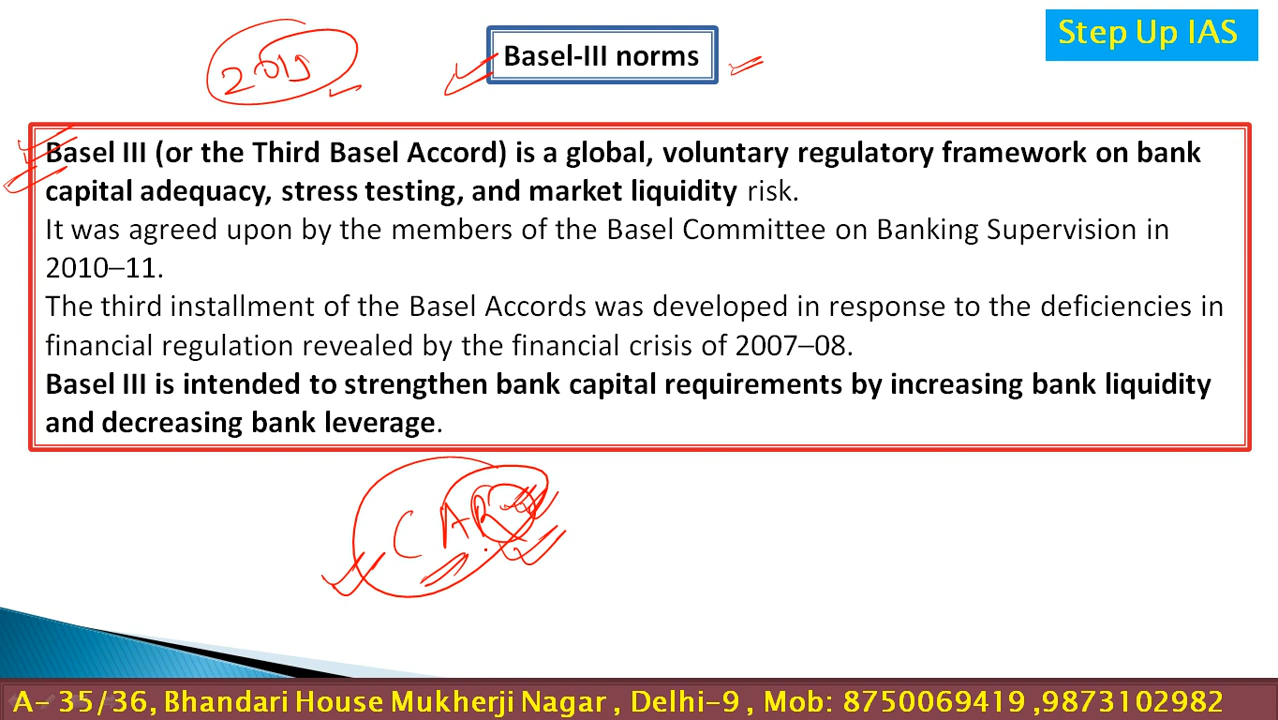 Step Up IAS
Basel-III norms
Basel III (or the Third Basel Accord) is a global, voluntary regulatory framework on bank
capital adequacy, stress testing, and market liquidity risk.
It was agreed upon by the members of the Basel Committee on Banking Supervision in
2010–11.
The third installment of the Basel Accords was developed in response to the deficiencies in
financial regulation revealed by the financial crisis of 2007–08.
Basel III is intended to strengthen bank capital requirements by increasing bank liquidity
and decreasing bank leverage.
CAR
A- 35/36, Bhandari House Mukherji Nagar , Delhi-9 , Mob: 8750069419 ,9873102982